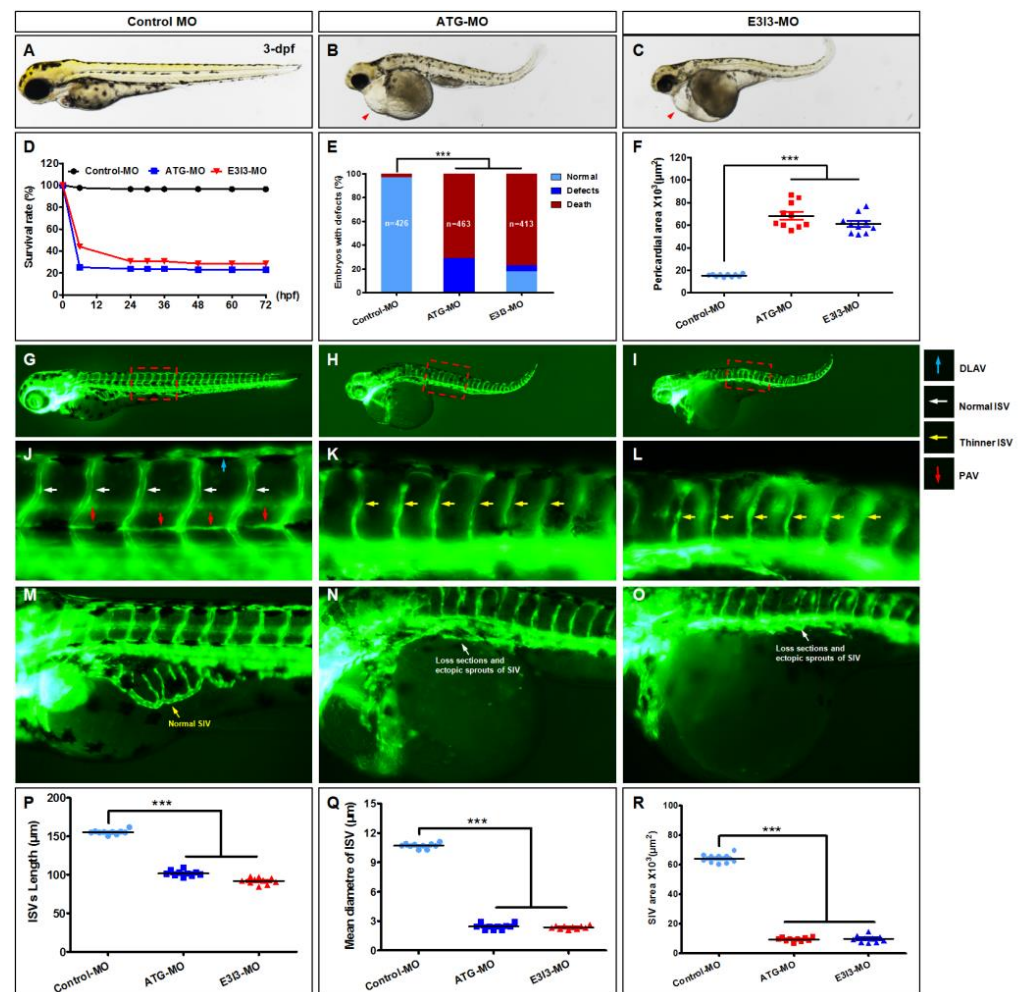 Control MO
ATG-MO
E3I3-MO
A
3-dpf
B
C
D
Survival rate (%)
120
100
80
60
40
20
0
Control-MO
ATG-MO
E3I3-MO
0
12
24
36
48
60
72
(hpf)
E
***
Embryos with defects (%)
100
80
60
40
20
0
n=426
n=463
n=413
Normal
Defects
Death
Control-MO
ATG-MO
E3B-MO
F
***
Pericardial area X10³(µm²)
120
100
80
60
40
20
0
Control-MO
ATG-MO
E3I3-MO
G
H
I
DLAV
Normal ISV
Thinner ISV
PAV
J
K
L
M
Normal SIV
N
Loss sections and
ectopic sprouts of SIV
O
Loss sections and
ectopic sprouts of SIV
P
***
ISVs Length (µm)
200
150
100
50
0
Control-MO
ATG-MO
E3I3-MO
Q
***
Mean diametre of ISV (µm)
15
12
9
6
3
0
Control-MO
ATG-MO
E3I3-MO
R
***
SIV area X10³(µm²)
100
80
60
40
20
0
Control-MO
ATG-MO
E3I3-MO